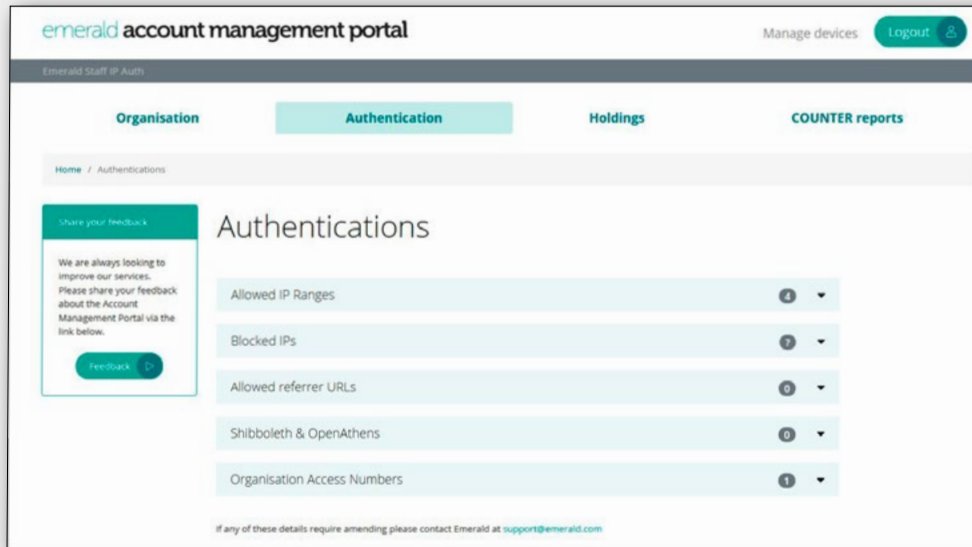 emerald account management portal
Manage devices
Logout
Emerald Staff IP Auth
Organisation
Authentication
Holdings
COUNTER reports
Home / Authentications
Share your feedback
We are always looking to
improve our services.
Please share your feedback
about the Account
Management Portal via the
link below.
Feedback
Authentications
Allowed IP Ranges 4
Blocked IPs 7
Allowed referrer URLs 0
Shibboleth & OpenAthens 0
Organisation Access Numbers 1
If any of these details require amending please contact Emerald at support@emerald.com